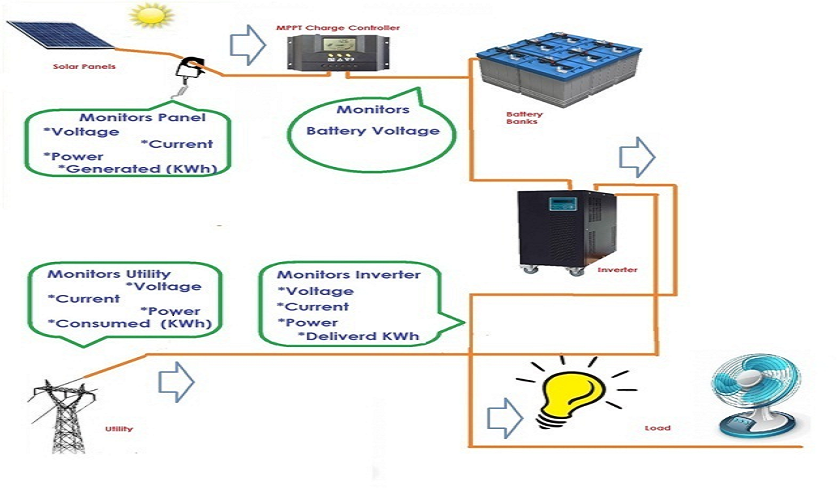 MPPT Charge Controller
Solar Panels
Battery
Banks
Monitors Panel
*Voltage
*Current
*Power
*Generated (KWh)
Monitors
Battery Voltage
Inverter
Monitors Utility
*Voltage
*Current
*Power
*Consumed (KWh)
Monitors Inverter
*Voltage
*Current
*Power
*Deliverd KWh
Utility
Load